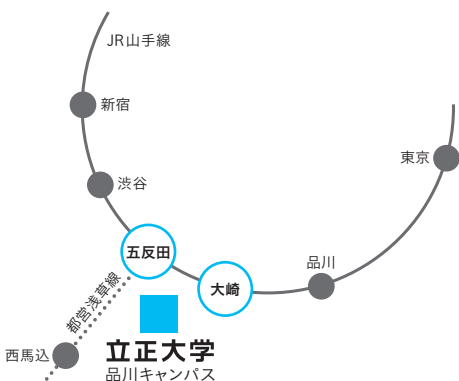 JR山手線
新宿
渋谷
東京
五反田
品川
大崎
都営浅草線
西馬込
立正大学
品川キャンパス